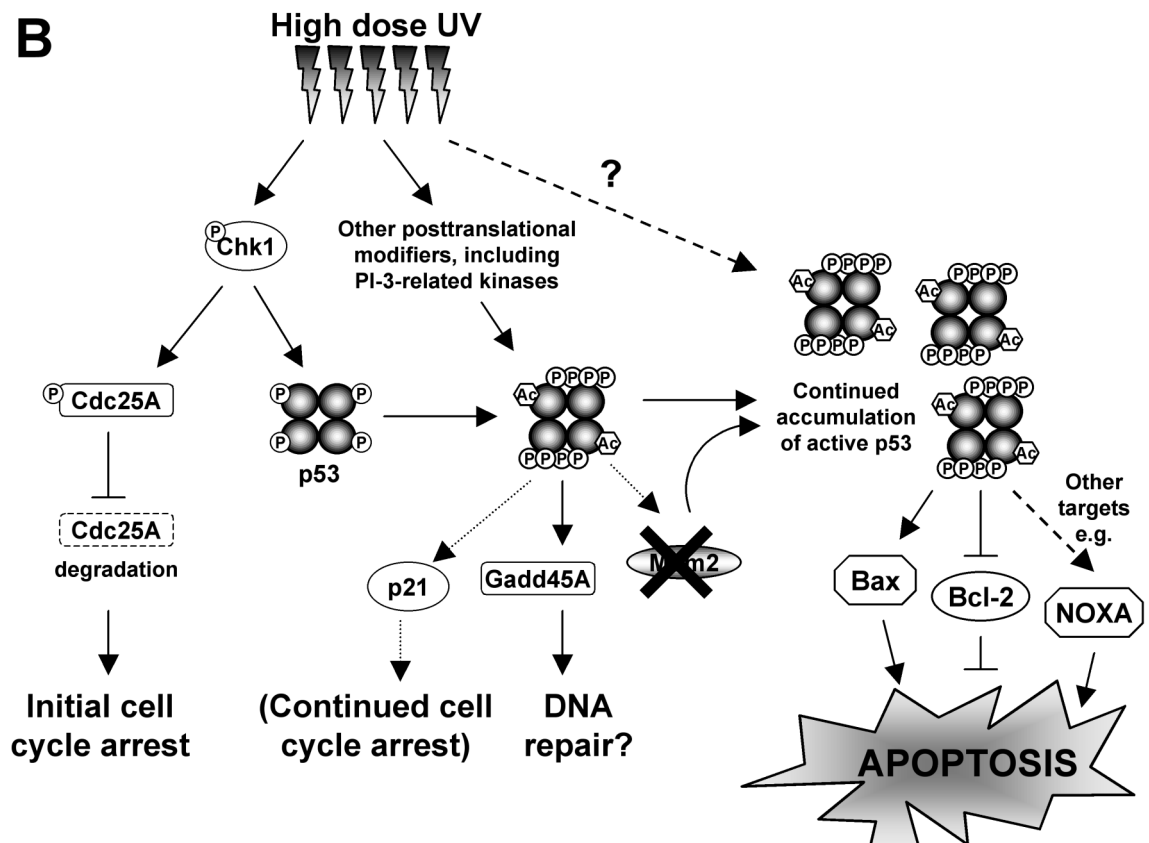 B
High dose UV
?
P
Chk1
Other posttranslational
modifiers, including
PI-3-related kinases
P
Cdc25A
P P
P P
p53
P P P P
Ac
Ac
P P P P
P P P P
Ac
Ac
P P P P
P P P P
Ac
Ac
P P P P
Continued
accumulation
of active p53
P P P P
Ac
Ac
P P P P
Other
targets
e.g.
Cdc25A
degradation
p21
Gadd45A
Bax
Bcl-2
NOXA
Initial cell
cycle arrest
(Continued cell
cycle arrest)
DNA
repair?
APOPTOSIS